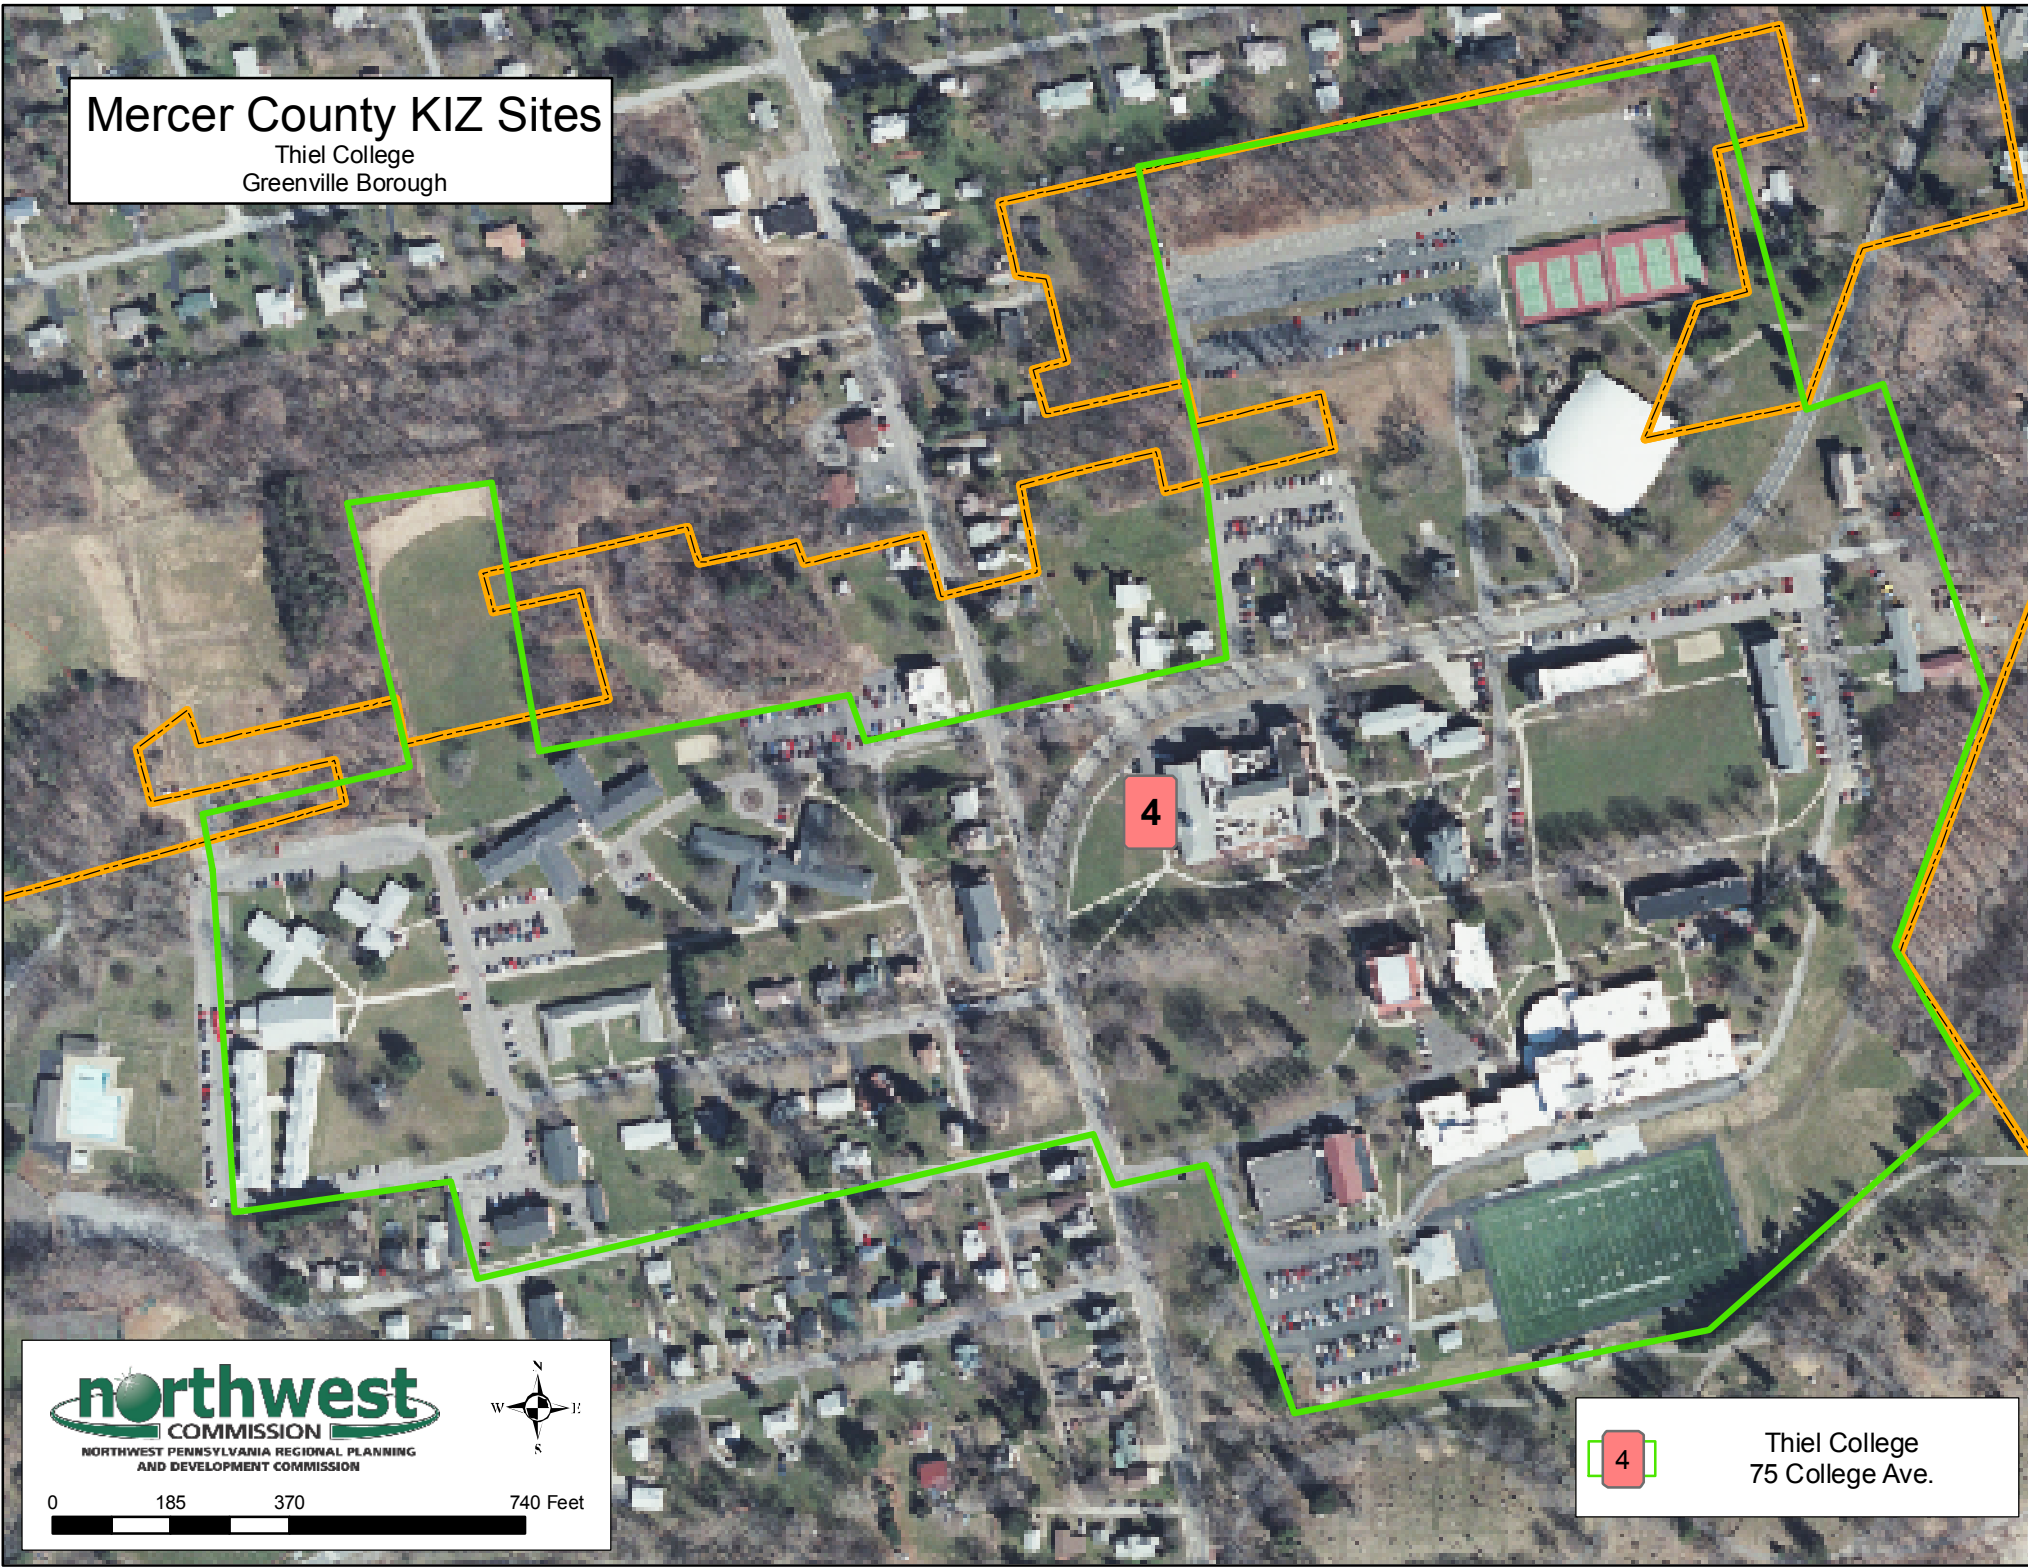 Mercer County KIZ Sites
Thiel College
Greenville Borough
4
northwest
COMMISSION
NORTHWEST PENNSYLVANIA REGIONAL PLANNING
AND DEVELOPMENT COMMISSION
N
W E
S
0 185 370 740 Feet
4
Thiel College
75 College Ave.